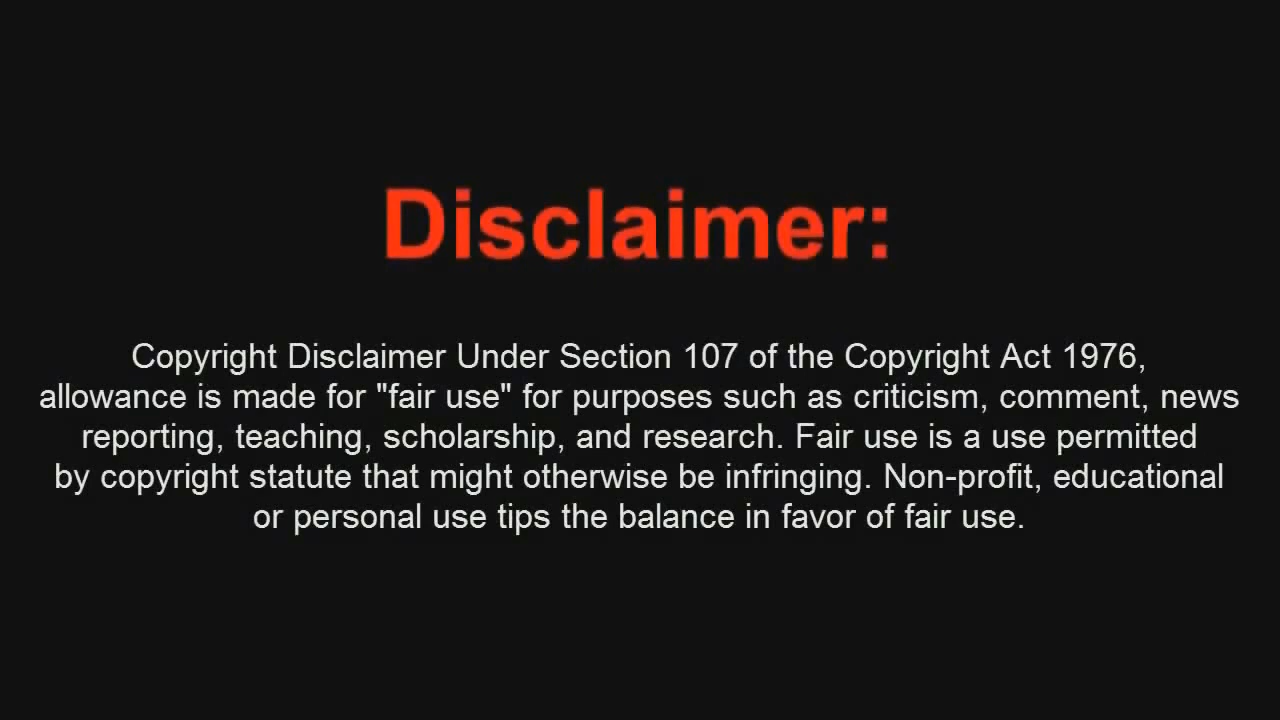 Disclaimer:
Copyright Disclaimer Under Section 107 of the Copyright Act 1976,
allowance is made for "fair use" for purposes such as criticism, comment, news
reporting, teaching, scholarship, and research. Fair use is a use permitted
by copyright statute that might otherwise be infringing. Non-profit, educational
or personal use tips the balance in favor of fair use.